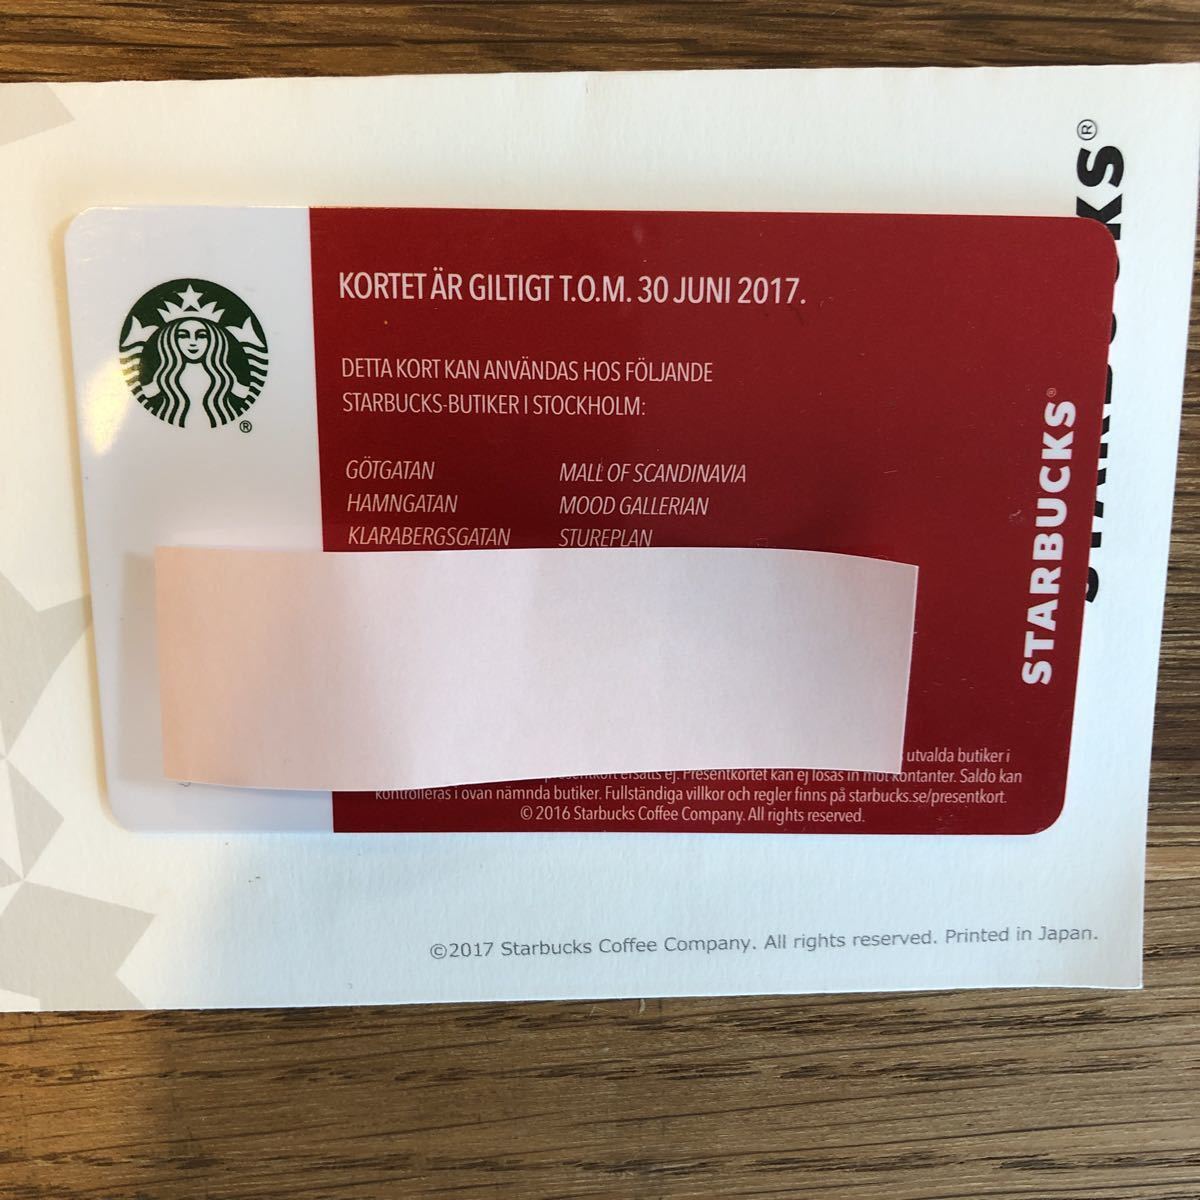 KORTET ÄR GILTIGT T.O.M. 30 JUNI 2017.
DETTA KORT KAN ANVÄNDAS HOS FÖLJANDE
STARBUCKS-BUTIKER I STOCKHOLM:
GÖTGATAN MALL OF SCANDINAVIA
HAMNGATAN MOOD GALLERIAN
KLARABERGSGATAN STUREPLAN
utvalda butiker i
ersätts ej. Presentkortet kan ej lösas in mot kontanter. Saldo kan
kontrolleras i ovan nämnda butiker. Fullständiga villkor och regler finns på starbucks.se/presentkort.
© 2016 Starbucks Coffee Company. All rights reserved.
STARBUCKS®
STARBUCKS®
©2017 Starbucks Coffee Company. All rights reserved. Printed in Japan.